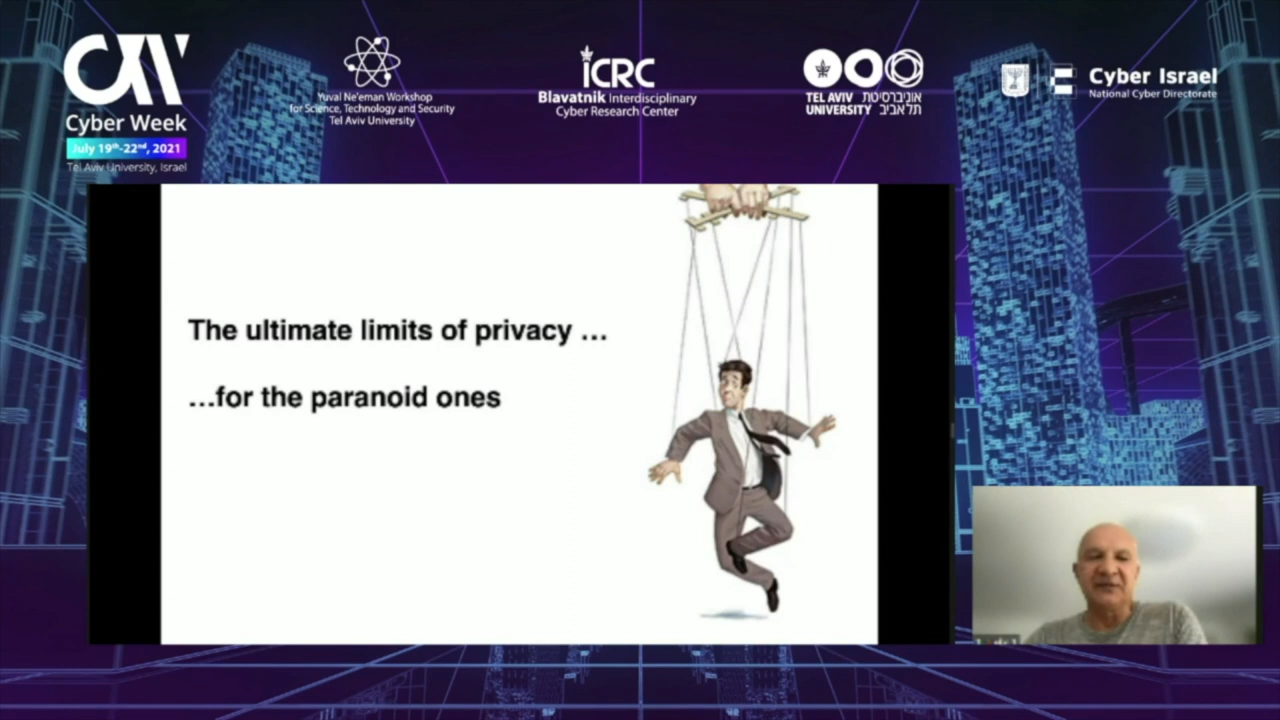 Cyber Week
July 19th-22nd, 2021
Tel Aviv University, Israel
Yuval Ne'eman Workshop
for Science, Technology and Security
Tel Aviv University
iCRC
Blavatnik Interdisciplinary
Cyber Research Center
TEL AVIV אוניברסיטת
UNIVERSITY תל אביב
Cyber Israel
National Cyber Directorate
The ultimate limits of privacy ...
...for the paranoid ones